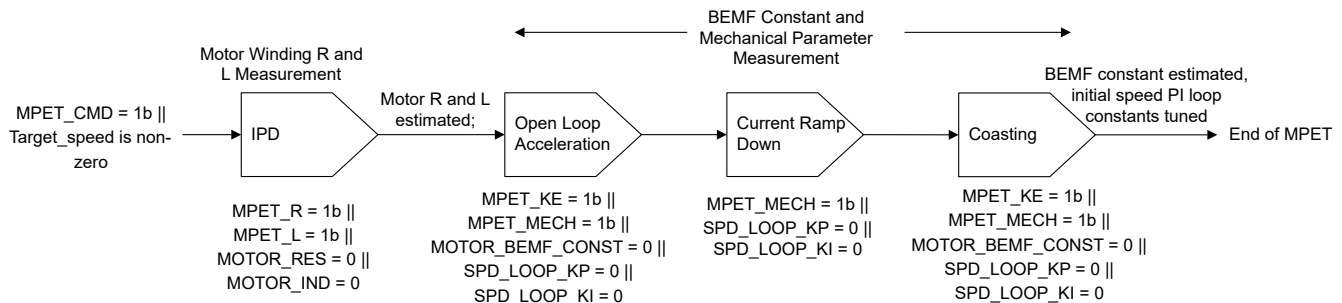 BEMF Constant and
Mechanical Parameter
Measurement
Motor Winding R and
L Measurement
MPET_CMD = 1b ||
Target_speed is non-
zero
IPD
Motor R and L
estimated;
Open Loop
Acceleration
Current Ramp
Down
Coasting
BEMF constant estimated,
initial speed PI loop
constants tuned
End of MPET
MPET_R = 1b ||
MPET_L = 1b ||
MOTOR_RES = 0 ||
MOTOR_IND = 0
MPET_KE = 1b ||
MPET_MECH = 1b ||
MOTOR_BEMF_CONST = 0 ||
SPD_LOOP_KP = 0 ||
SPD_LOOP_KI = 0
MPET_MECH = 1b ||
SPD_LOOP_KP = 0 ||
SPD_LOOP_KI = 0
MPET_KE = 1b ||
MPET_MECH = 1b ||
MOTOR_BEMF_CONST = 0 ||
SPD_LOOP_KP = 0 ||
SPD_LOOP_KI = 0